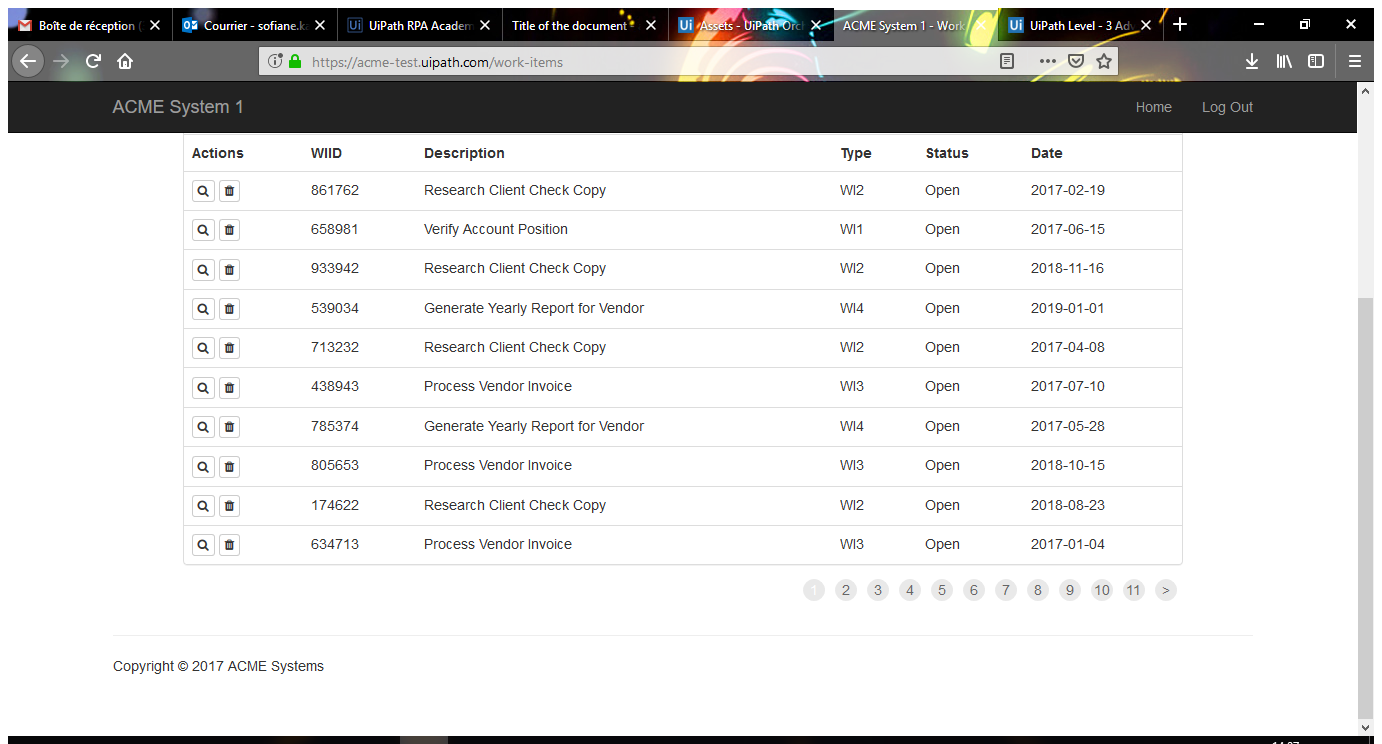 Boîte de réception ( Courrier - sofiane.k UiPath RPA Academ Title of the document Assets - UiPath Orc ACME System 1 - Work UiPath Level - 3 Adv
https://acme-test.uipath.com/work-items
ACME System 1 Home Log Out
Actions WIID Description Type Status Date
861762 Research Client Check Copy WI2 Open 2017-02-19
658981 Verify Account Position WI1 Open 2017-06-15
933942 Research Client Check Copy WI2 Open 2018-11-16
539034 Generate Yearly Report for Vendor WI4 Open 2019-01-01
713232 Research Client Check Copy WI2 Open 2017-04-08
438943 Process Vendor Invoice WI3 Open 2017-07-10
785374 Generate Yearly Report for Vendor WI4 Open 2017-05-28
805653 Process Vendor Invoice WI3 Open 2018-10-15
174622 Research Client Check Copy WI2 Open 2018-08-23
634713 Process Vendor Invoice WI3 Open 2017-01-04
1 2 3 4 5 6 7 8 9 10 11 >
Copyright © 2017 ACME Systems